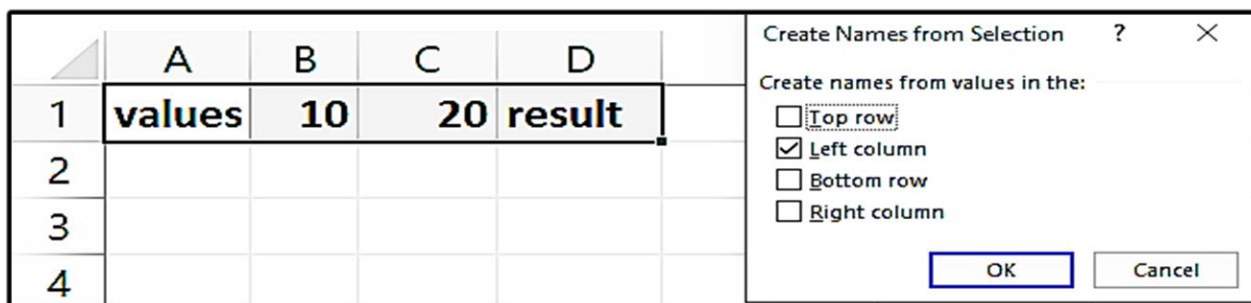 A B C D
1 values 10 20 result
2
3
4
Create Names from Selection ? ×
Create names from values in the:
Top row
Left column
Bottom row
Right column
OK Cancel